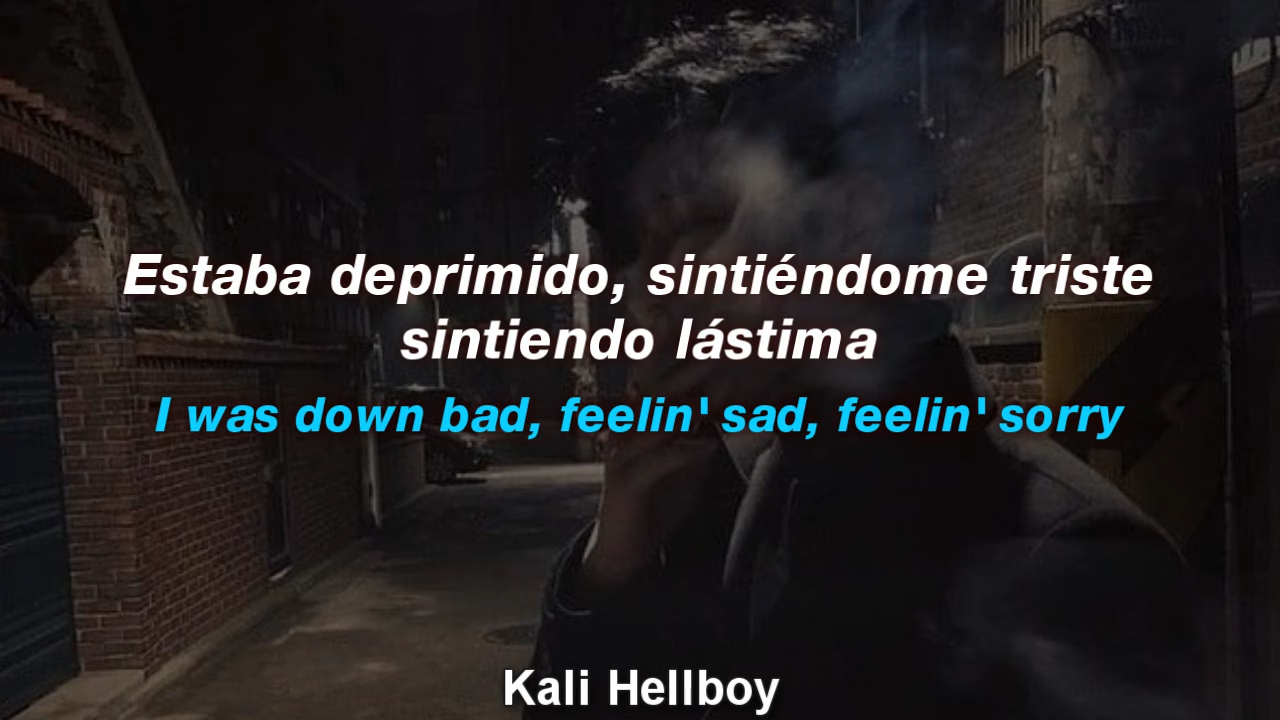 Estaba deprimido, sintiéndome triste
sintiendo lástima
I was down bad, feelin' sad, feelin' sorry
Kali Hellboy